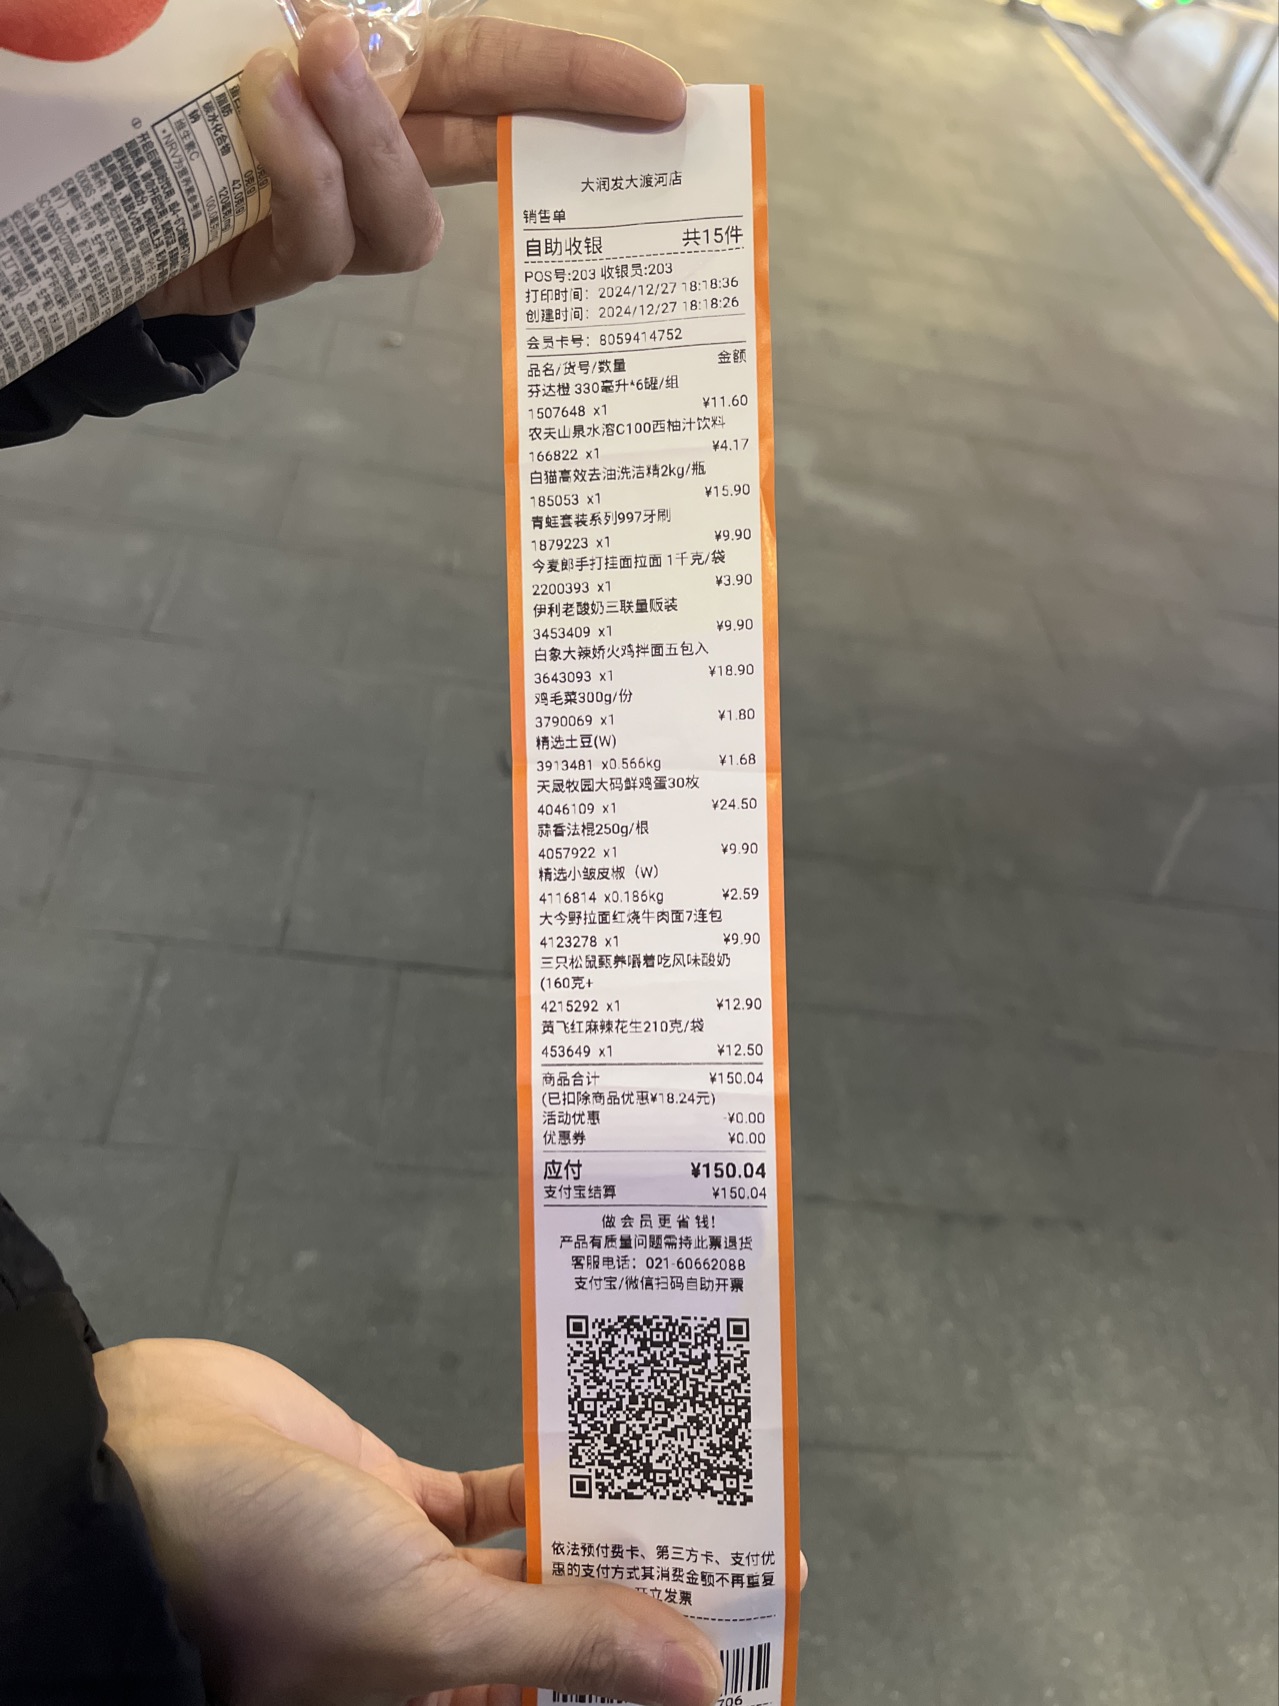 蛋白
脂肪
碳水化合物
钠
维生素C
大润发大渡河店
销售单
自助收银 共15件
POS号:203 收银员:203
打印时间: 2024/12/27 18:18:36
创建时间: 2024/12/27 18:18:26
会员卡号: 8059414752
品名/货号/数量 金额
芬达橙 330毫升*6罐/组
1507648 x1 ¥11.60
农夫山泉水溶C100西柚汁饮料
166822 x1 ¥4.17
白猫高效去油洗洁精2kg/瓶
185053 x1 ¥15.90
青蛙套装系列997牙刷
1879223 x1 ¥9.90
今麦郎手打挂面拉面 1千克/袋
2200393 x1 ¥3.90
伊利老酸奶三联量贩装
3453409 x1 ¥9.90
白象大辣娇火鸡拌面五包入
3643093 x1 ¥18.90
鸡毛菜300g/份
3790069 x1 ¥1.80
精选土豆(W)
3913481 x0.566kg ¥1.68
天晟牧园大码鲜鸡蛋30枚
4046109 x1 ¥24.50
蒜香法棍250g/根
4057922 x1 ¥9.90
精选小皱皮椒（W）
4116814 x0.186kg ¥2.59
大今野拉面红烧牛肉面7连包
4123278 x1 ¥9.90
三只松鼠甄养嚼着吃风味酸奶
(160克+
4215292 x1 ¥12.90
黄飞红麻辣花生210克/袋
453649 x1 ¥12.50
商品合计 ¥150.04
(已扣除商品优惠¥18.24元)
活动优惠 -¥0.00
优惠券 ¥0.00
应付 ¥150.04
支付宝结算 ¥150.04
做会员更省钱!
产品有质量问题需持此票退货
客服电话: 021-60662088
支付宝/微信扫码自助开票
依法预付费卡、第三方卡、支付优
惠的支付方式其消费金额不再重复
开立发票
706